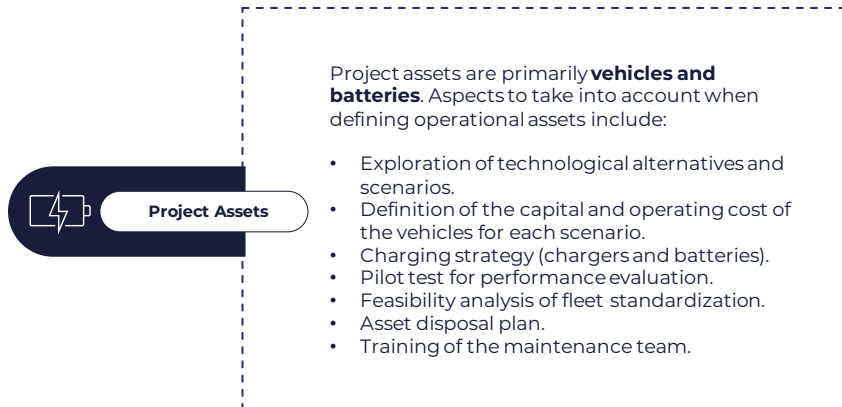 Project assets are primarily vehicles and
batteries. Aspects to take into account when
defining operational assets include:
• Exploration of technological alternatives and
scenarios.
• Definition of the capital and operating cost of
the vehicles for each scenario.
• Charging strategy (chargers and batteries).
• Pilot test for performance evaluation.
• Feasibility analysis of fleet standardization.
• Asset disposal plan.
• Training of the maintenance team.
Project Assets